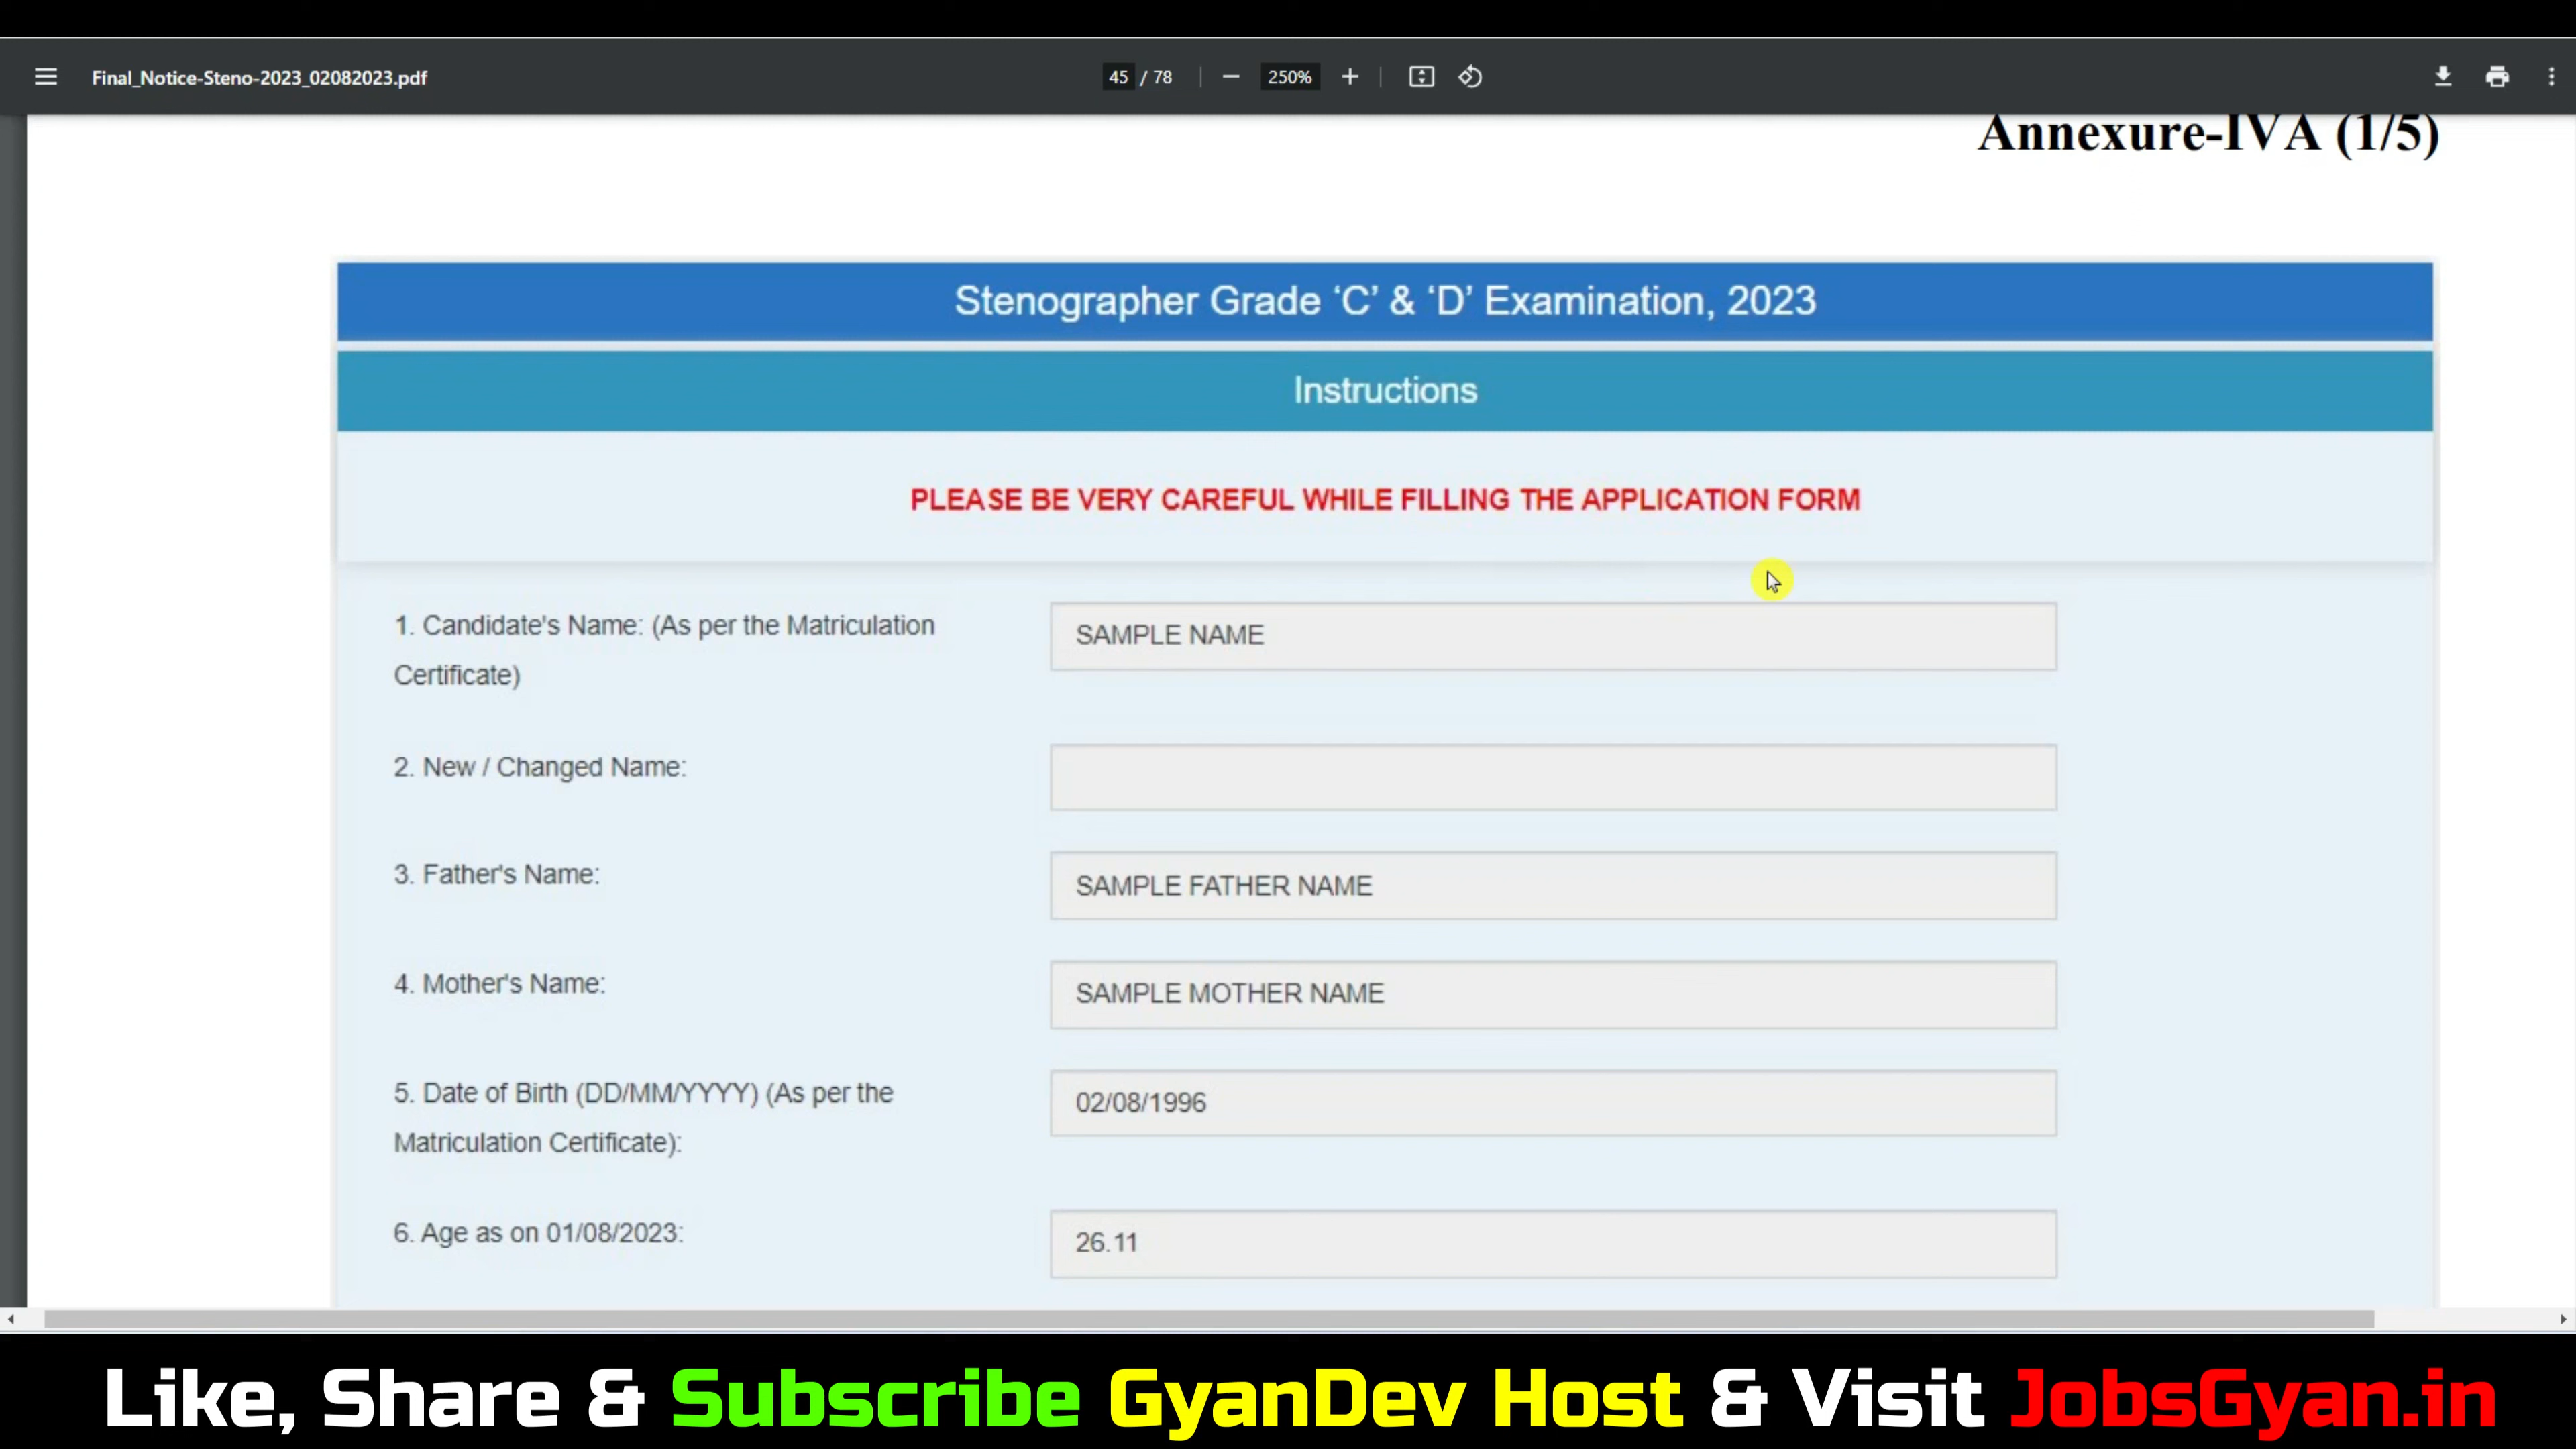 Final_Notice-Steno-2023_02082023.pdf
45 / 78
250%
Annexure-IVA (1/5)
Stenographer Grade ‘C’ & ‘D’ Examination, 2023
Instructions
PLEASE BE VERY CAREFUL WHILE FILLING THE APPLICATION FORM
1. Candidate's Name: (As per the Matriculation
Certificate)
SAMPLE NAME
2. New / Changed Name:
3. Father's Name:
SAMPLE FATHER NAME
4. Mother's Name:
SAMPLE MOTHER NAME
5. Date of Birth (DD/MM/YYYY) (As per the
Matriculation Certificate):
02/08/1996
6. Age as on 01/08/2023:
26.11
Like, Share & Subscribe GyanDev Host & Visit JobsGyan.in